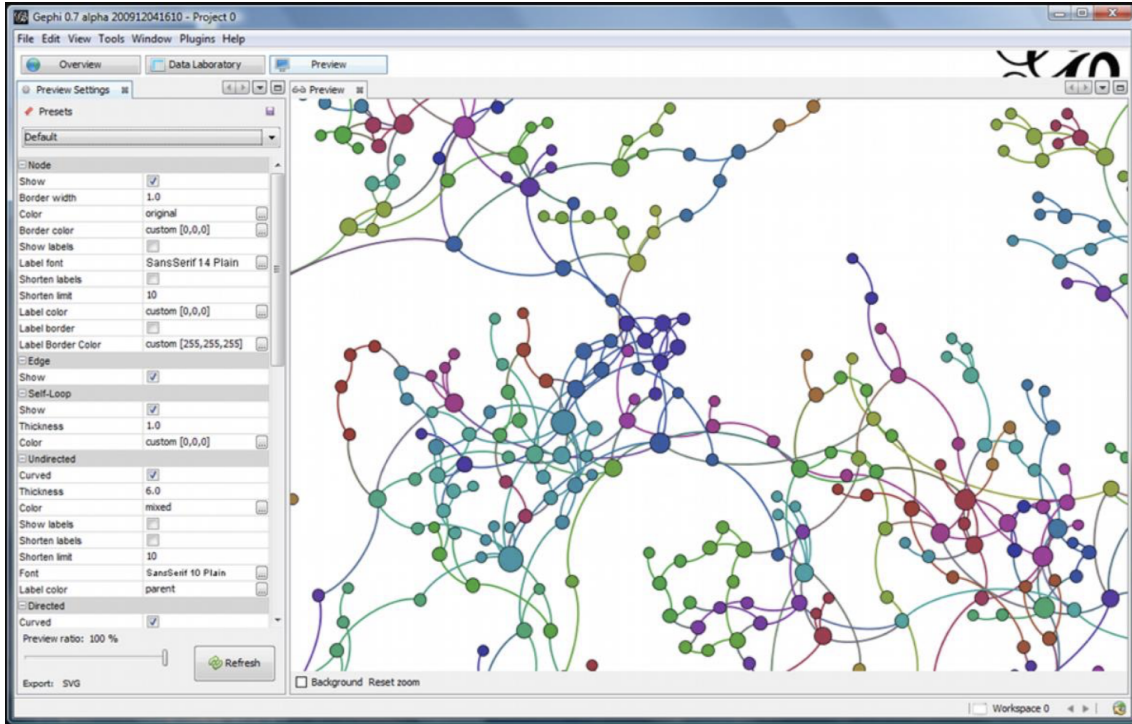 Gephi 0.7 alpha 200912041610 - Project 0
File Edit View Tools Window Plugins Help
Overview Data Laboratory Preview
Preview Settings
Preview
Presets
Default
Node
Show
Border width 1.0
Color original ...
Border color custom [0,0,0] ...
Show labels
Label font SansSerif 14 Plain ...
Shorten labels
Shorten limit 10
Label color custom [0,0,0] ...
Label border
Label Border Color custom [255,255,255] ...
Edge
Show
Self-Loop
Show
Thickness 1.0
Color custom [0,0,0] ...
Undirected
Curved
Thickness 6.0
Color mixed ...
Show labels
Shorten labels
Shorten limit 10
Font SansSerif 10 Plain ...
Label color parent ...
Directed
Curved
Preview ratio: 100 %
Refresh
Export: SVG
Background Reset zoom
Workspace 0